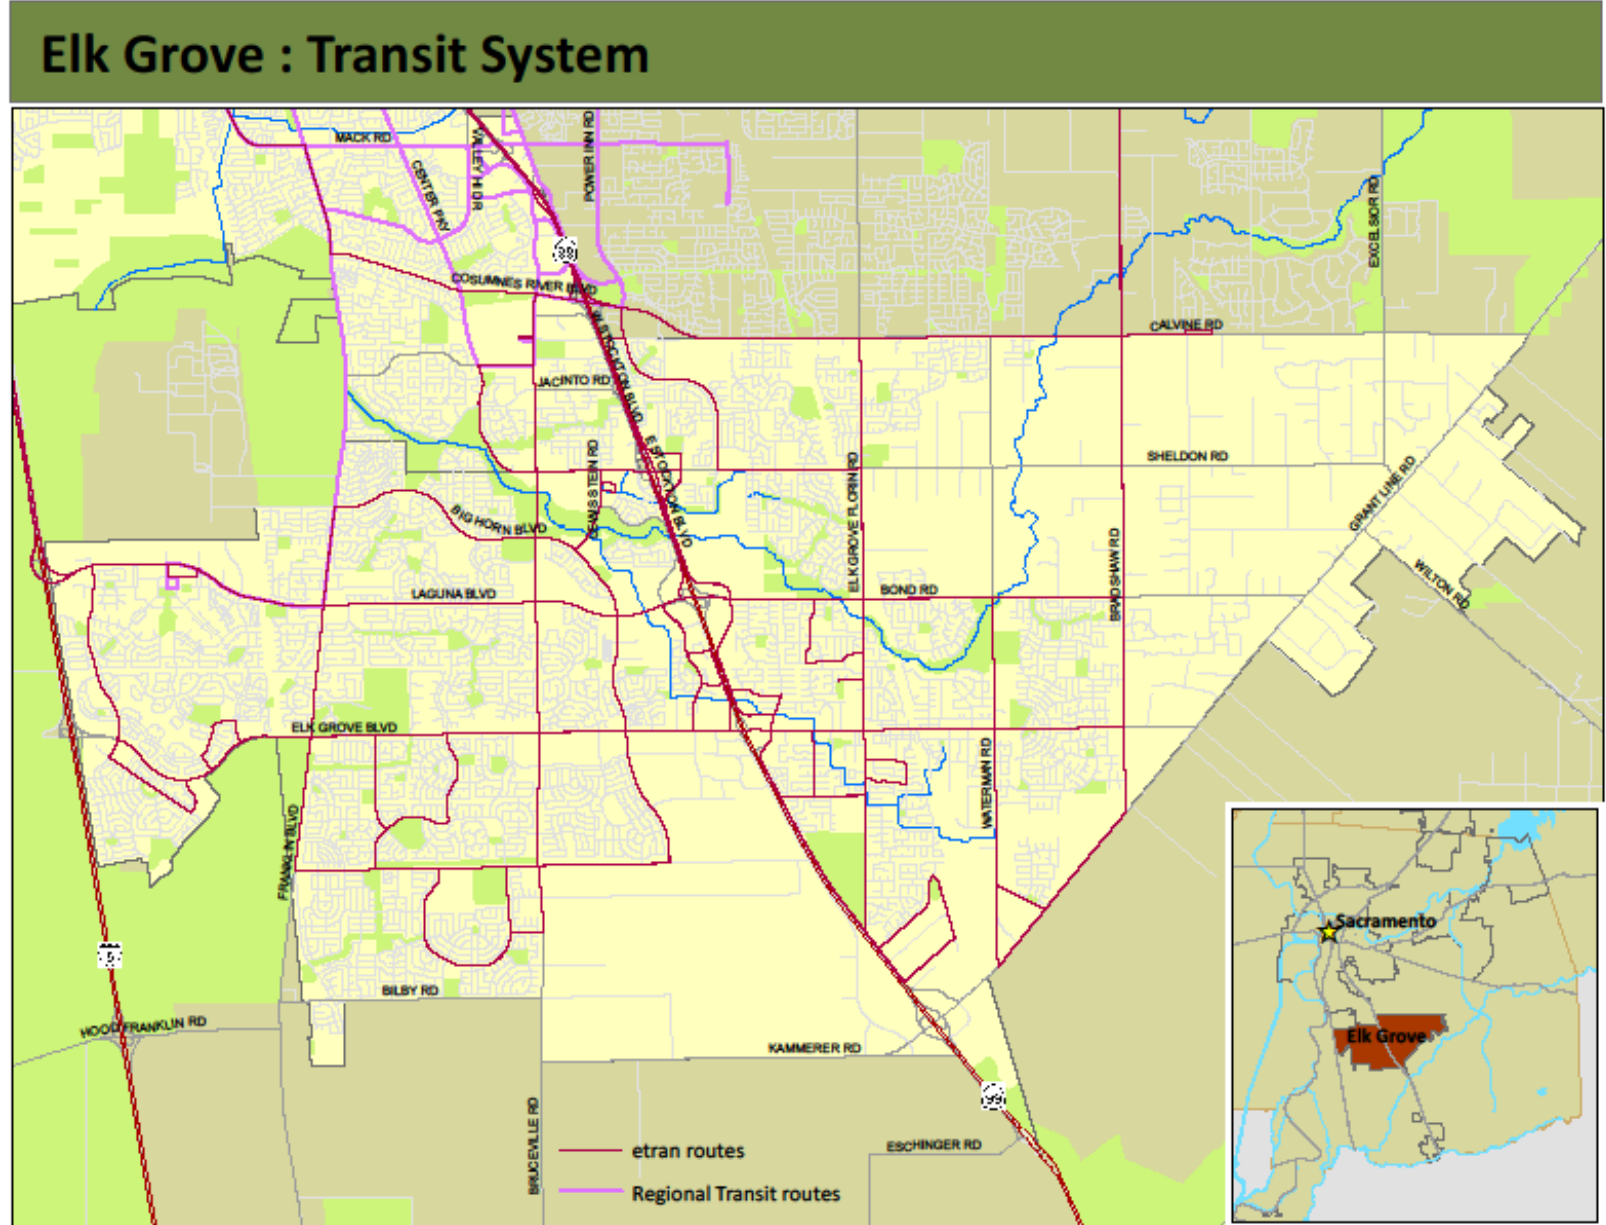 Elk Grove : Transit System
MACK RD
VALLEY HI DR
POWER INN RD
CENTER PKY
EXCELSIOR RD
99
COSUMNES RIVER BLVD
CALVINE RD
W STOCKTON BLVD
JACINTO RD
E STOCKTON BLVD
SHELDON RD
ELK GROVE FLORIN RD
GRANT LINE RD
BIG HORN BLVD
BRADSHAW RD
WILTON RD
LAGUNA BLVD
BOND RD
ELK GROVE BLVD
WATERMAN RD
FRANKLIN BLVD
Sacramento
5
BILBY RD
HOOD FRANKLIN RD
Elk Grove
KAMMERER RD
99
BRUCEVILLE RD
ESCHINGER RD
etran routes
Regional Transit routes